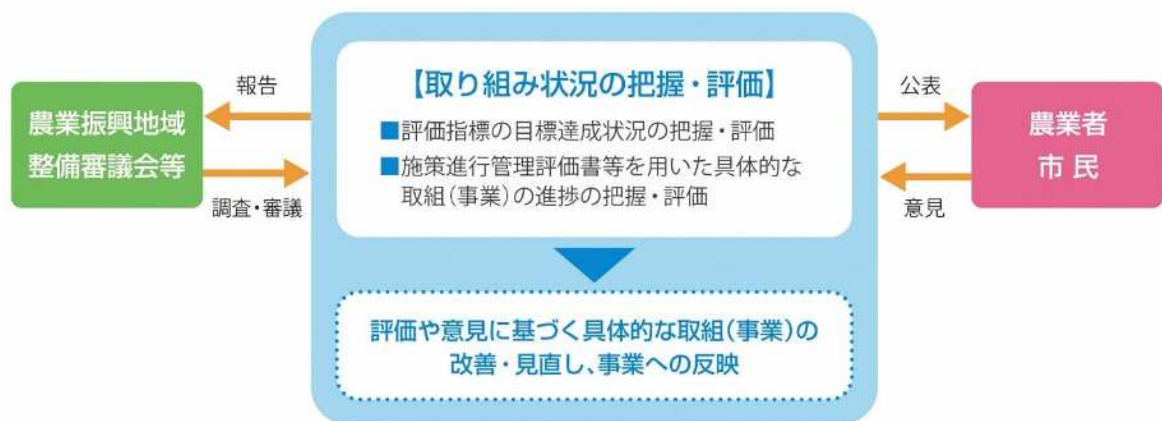 報告
農業振興地域
整備審議会等
調査・審議
【取り組み状況の把握・評価】
■評価指標の目標達成状況の把握・評価
■施策進行管理評価書等を用いた具体的な
取組(事業)の進捗の把握・評価
評価や意見に基づく具体的な取組(事業)の
改善・見直し、事業への反映
公表
農業者
市民
意見